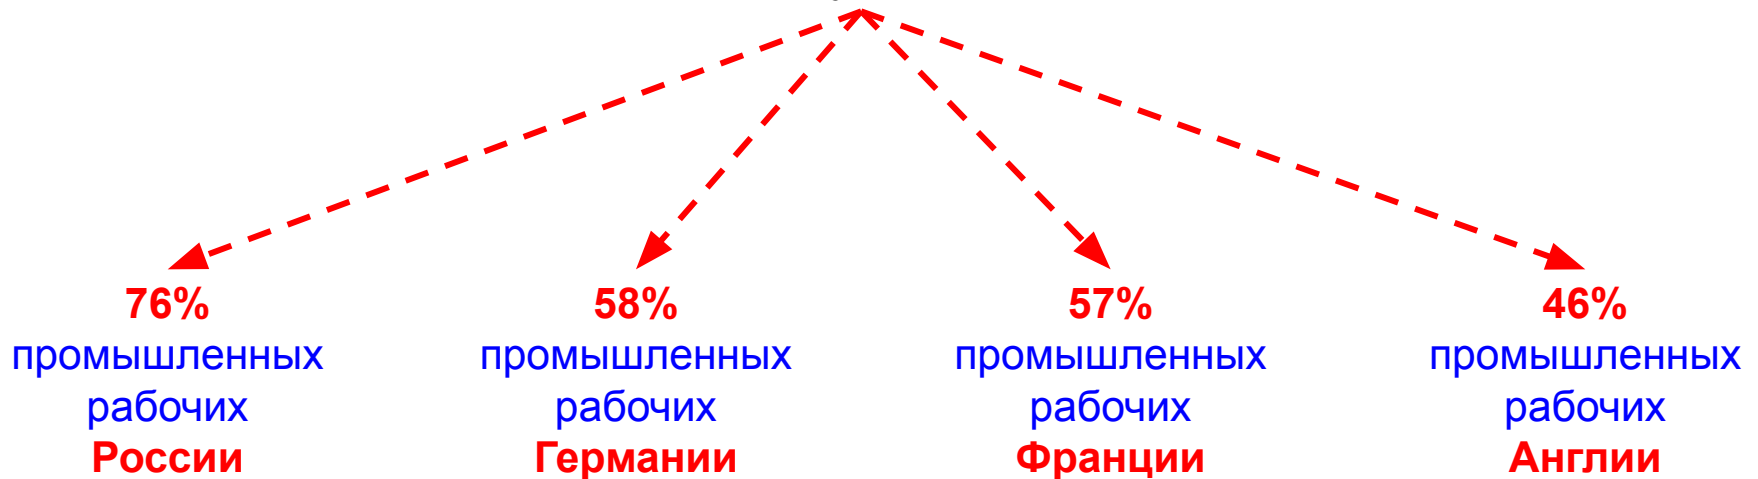 76%
промышленных
рабочих
России
58%
промышленных
рабочих
Германии
57%
промышленных
рабочих
Франции
46%
промышленных
рабочих
Англии